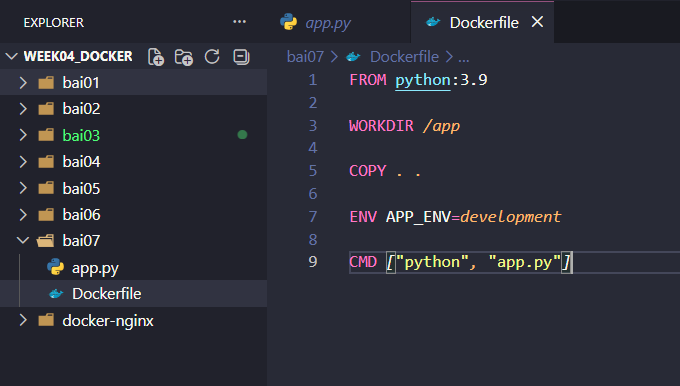 EXPLORER
WEEK04_DOCKER
bai01
bai02
bai03
bai04
bai05
bai06
bai07
app.py
Dockerfile
docker-nginx
app.py
Dockerfile
bai07 > Dockerfile > ...
1 FROM python:3.9
2
3 WORKDIR /app
4
5 COPY . .
6
7 ENV APP_ENV=development
8
9 CMD ["python", "app.py"]